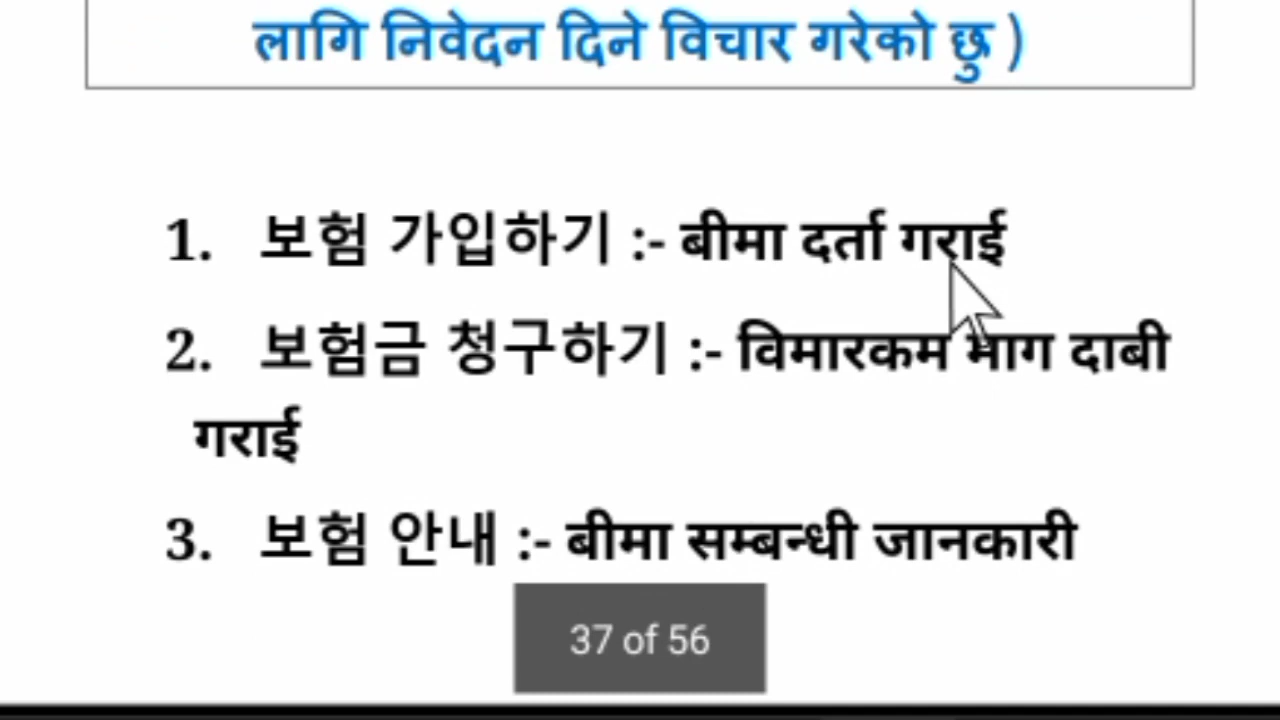 लागि निवेदन दिने विचार गरेको छु )
1. 보험 가입하기 :- बीमा दर्ता गराई
2. 보험금 청구하기 :- विमारकम माग दाबी
गराई
3. 보험 안내 :- बीमा सम्बन्धी जानकारी
37 of 56